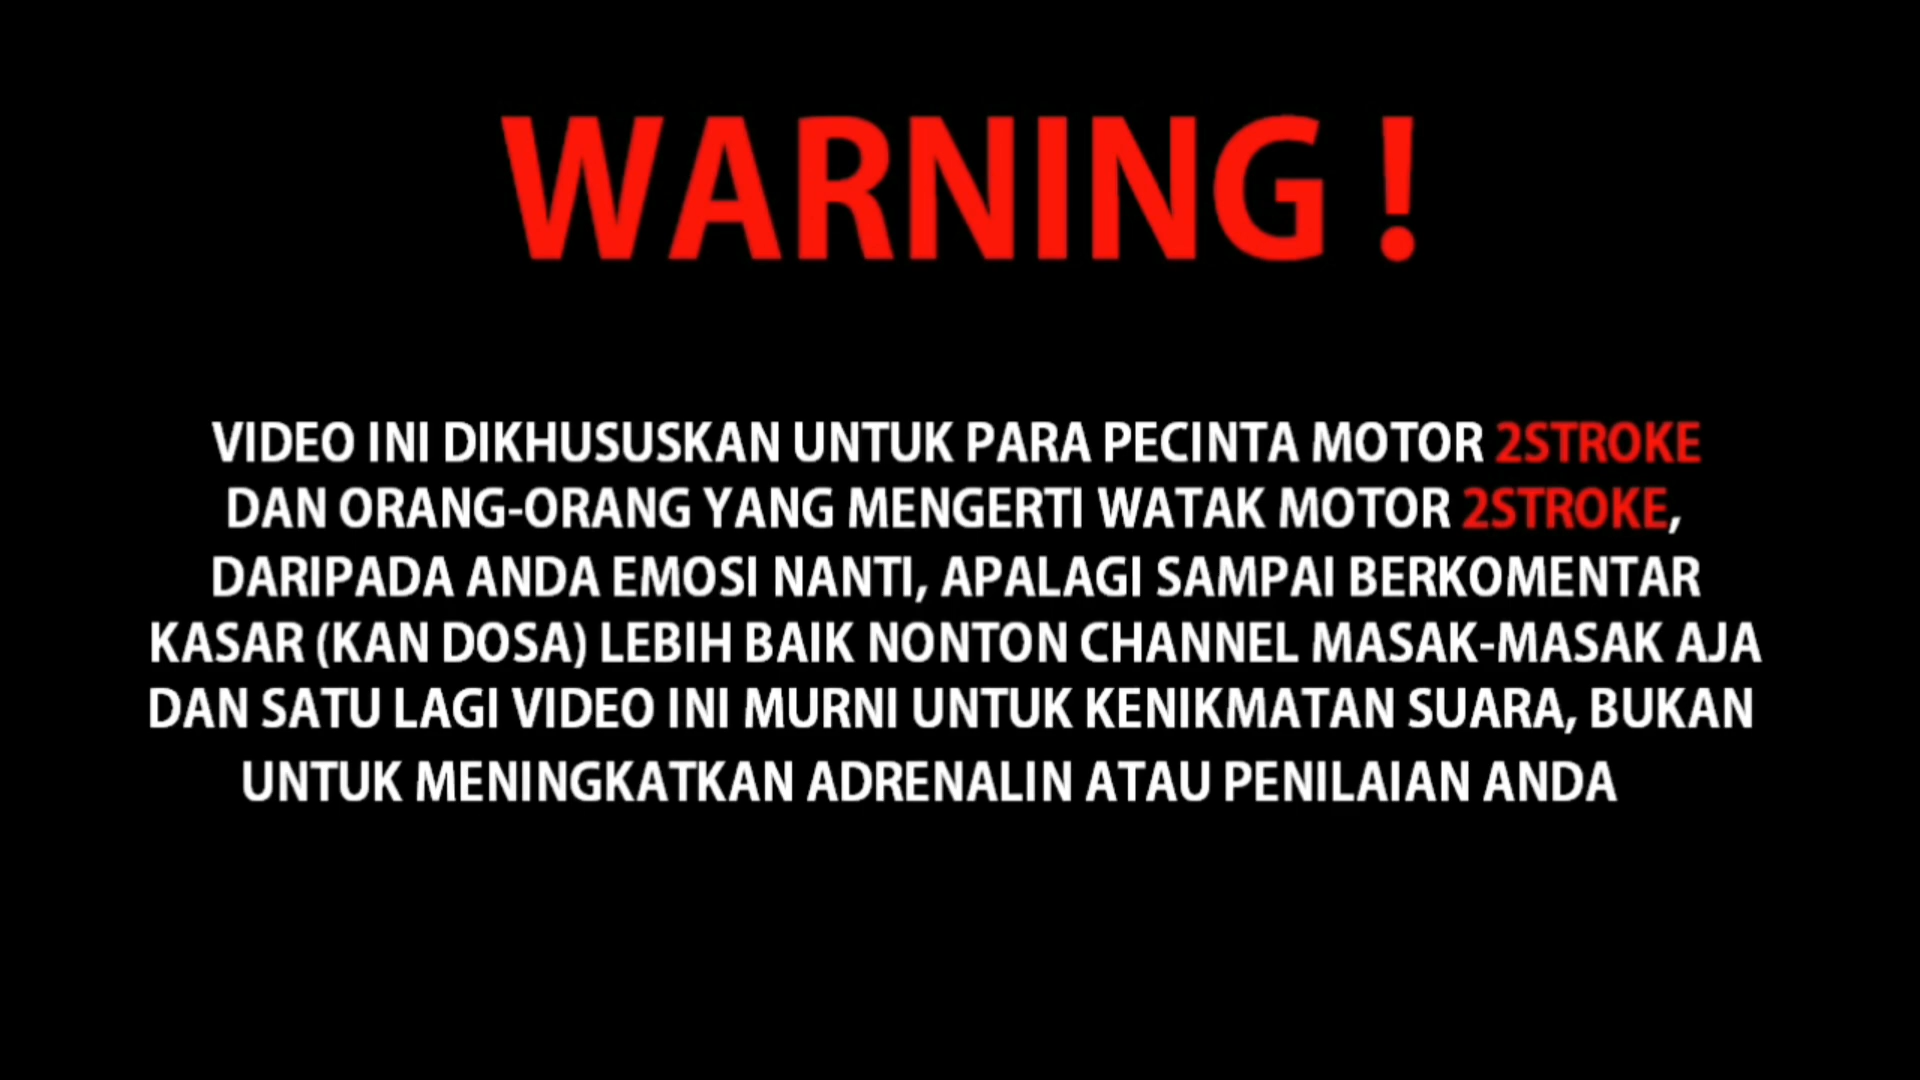 WARNING !
VIDEO INI DIKHUSUSKAN UNTUK PARA PECINTA MOTOR 2STROKE
DAN ORANG-ORANG YANG MENGERTI WATAK MOTOR 2STROKE,
DARIPADA ANDA EMOSI NANTI, APALAGI SAMPAI BERKOMENTAR
KASAR (KAN DOSA) LEBIH BAIK NONTON CHANNEL MASAK-MASAK AJA
DAN SATU LAGI VIDEO INI MURNI UNTUK KENIKMATAN SUARA, BUKAN
UNTUK MENINGKATKAN ADRENALIN ATAU PENILAIAN ANDA